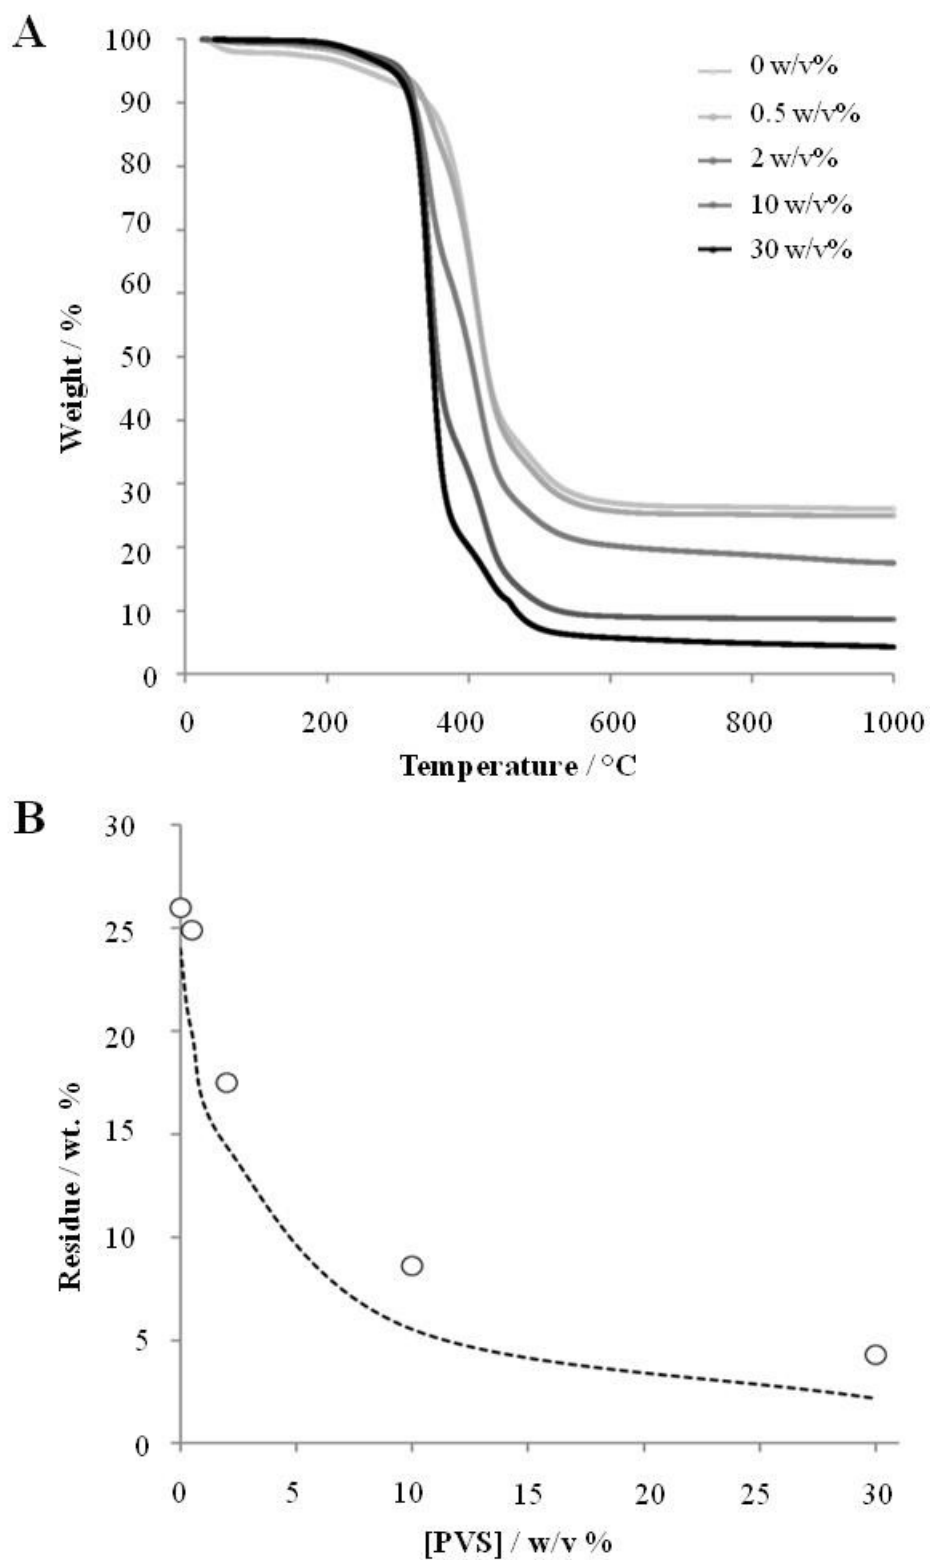 A
100
90
80
70
60
50
40
30
20
10
0
Weight / %
0 w/v%
0.5 w/v%
2 w/v%
10 w/v%
30 w/v%
0 200 400 600 800 1000
Temperature / °C
B
30
25
20
15
10
5
0
Residue / wt. %
0 5 10 15 20 25 30
[PVS] / w/v %